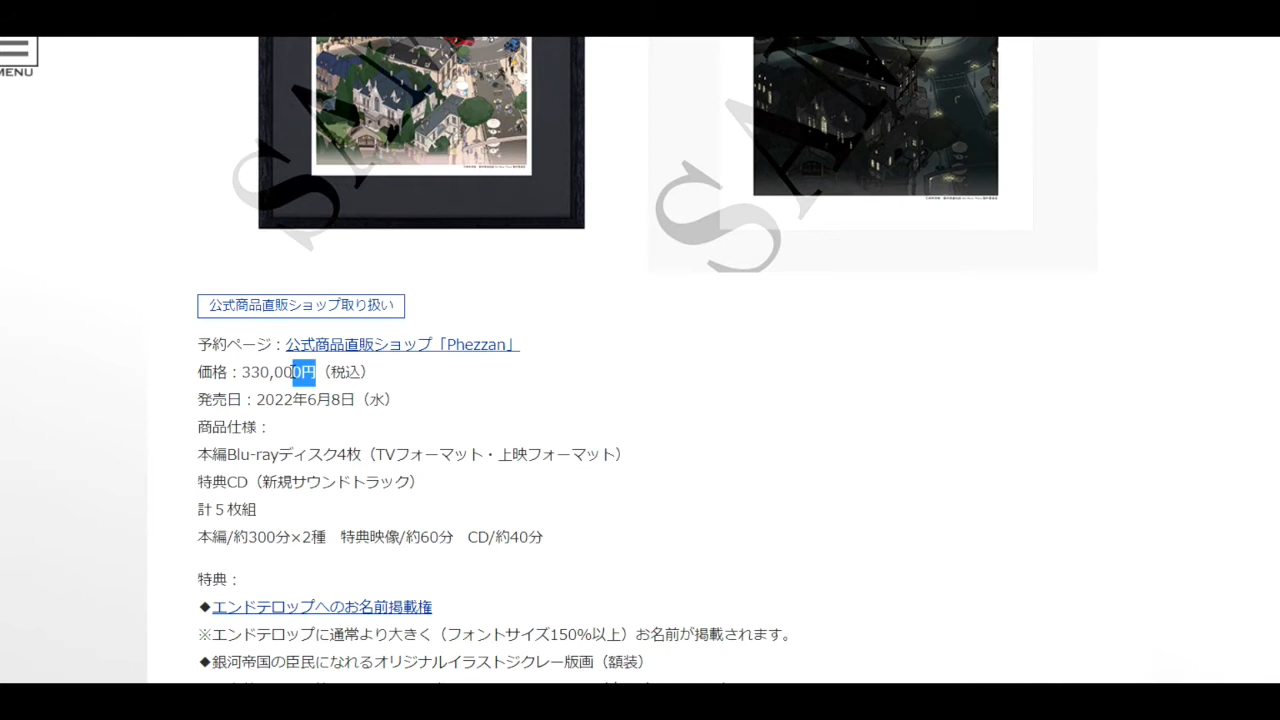 MENU
SA
SA
公式商品直販ショップ取り扱い
予約ページ：公式商品直販ショップ「Phezzan」
価格：330,000円（税込）
発売日：2022年6月8日（水）
商品仕様：
本編Blu-rayディスク4枚（TVフォーマット・上映フォーマット）
特典CD（新規サウンドトラック）
計５枚組
本編/約300分×2種　特典映像/約60分　CD/約40分
特典：
◆エンドテロップへのお名前掲載権
※エンドテロップに通常より大きく（フォントサイズ150%以上）お名前が掲載されます。
◆銀河帝国の臣民になれるオリジナルイラストジクレー版画（額装）